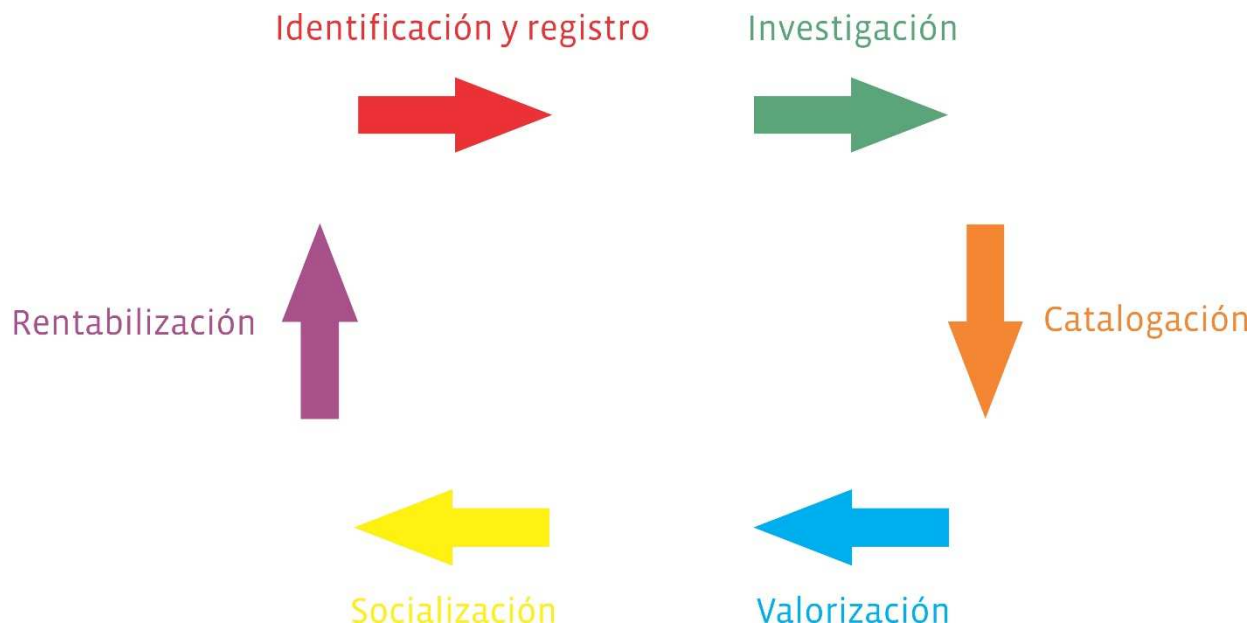 Identificación y registro
Investigación
Rentabilización
Catalogación
Socialización
Valorización